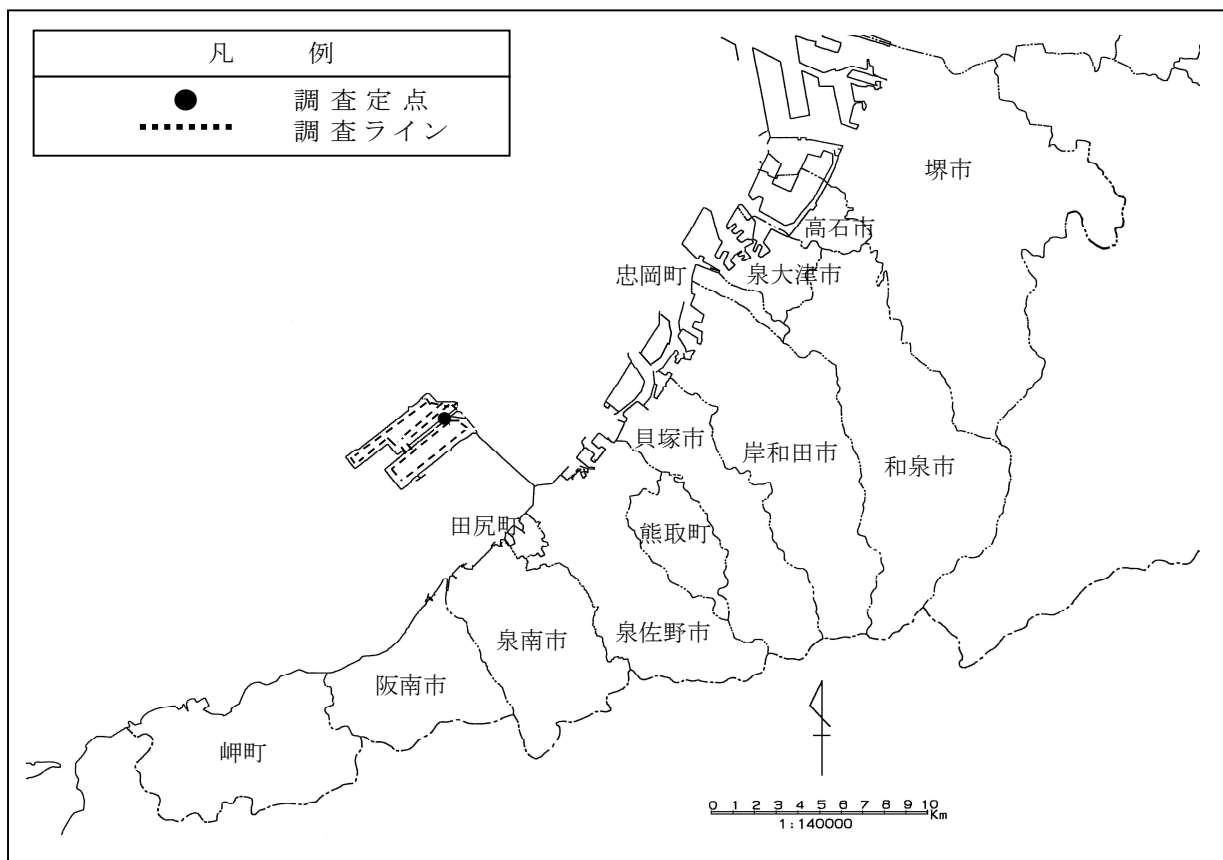 凡 例
調査定点
調査ライン
堺市
高石市
忠岡町
泉大津市
貝塚市
岸和田市
和泉市
田尻町
熊取町
泉南市
泉佐野市
阪南市
岬町
0 1 2 3 4 5 6 7 8 9 10
Km
1:140000